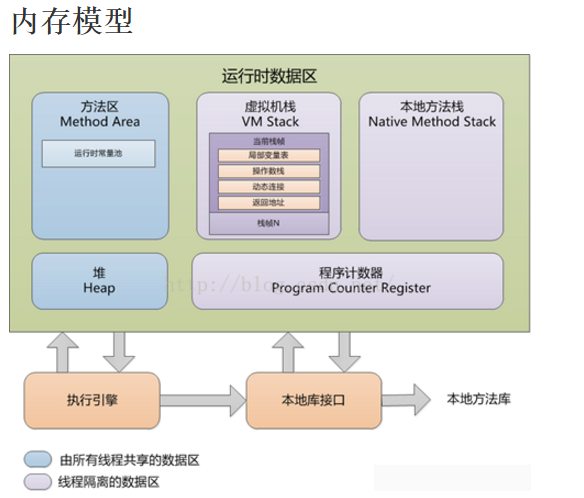 内存模型
运行时数据区
方法区
Method Area
运行时常量池
虚拟机栈
VM Stack
当前栈帧
局部变量表
操作数栈
动态连接
返回地址
栈帧N
本地方法栈
Native Method Stack
堆
Heap
程序计数器
Program Counter Register
执行引擎
本地库接口
本地方法库
由所有线程共享的数据区
线程隔离的数据区